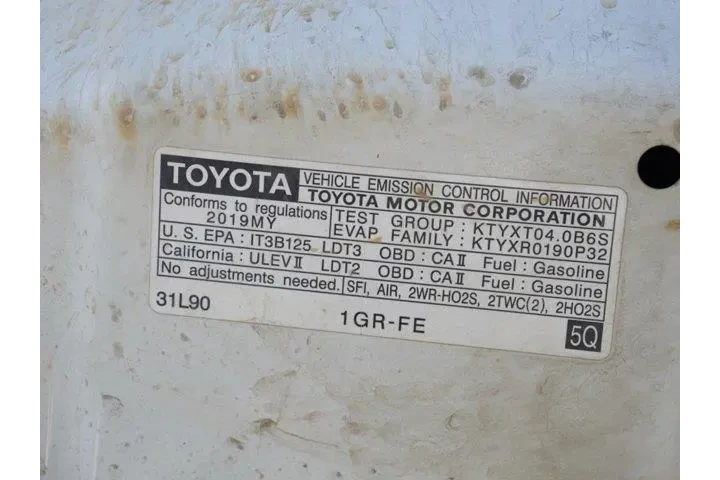 TOYOTA VEHICLE EMISSION CONTROL INFORMATION
TOYOTA MOTOR CORPORATION
Conforms to regulations
2019MY
TEST GROUP : KTYXT04.0B6S
EVAP FAMILY : KTYXR0190P32
U.S. EPA : IT3B125 LDT3 OBD : CAⅡ Fuel : Gasoline
California : ULEVⅡ LDT2 OBD : CAⅡ Fuel : Gasoline
No adjustments needed. SFI, AIR, 2WR-HO2S, 2TWC(2), 2HO2S
31L90 1GR-FE 5Q